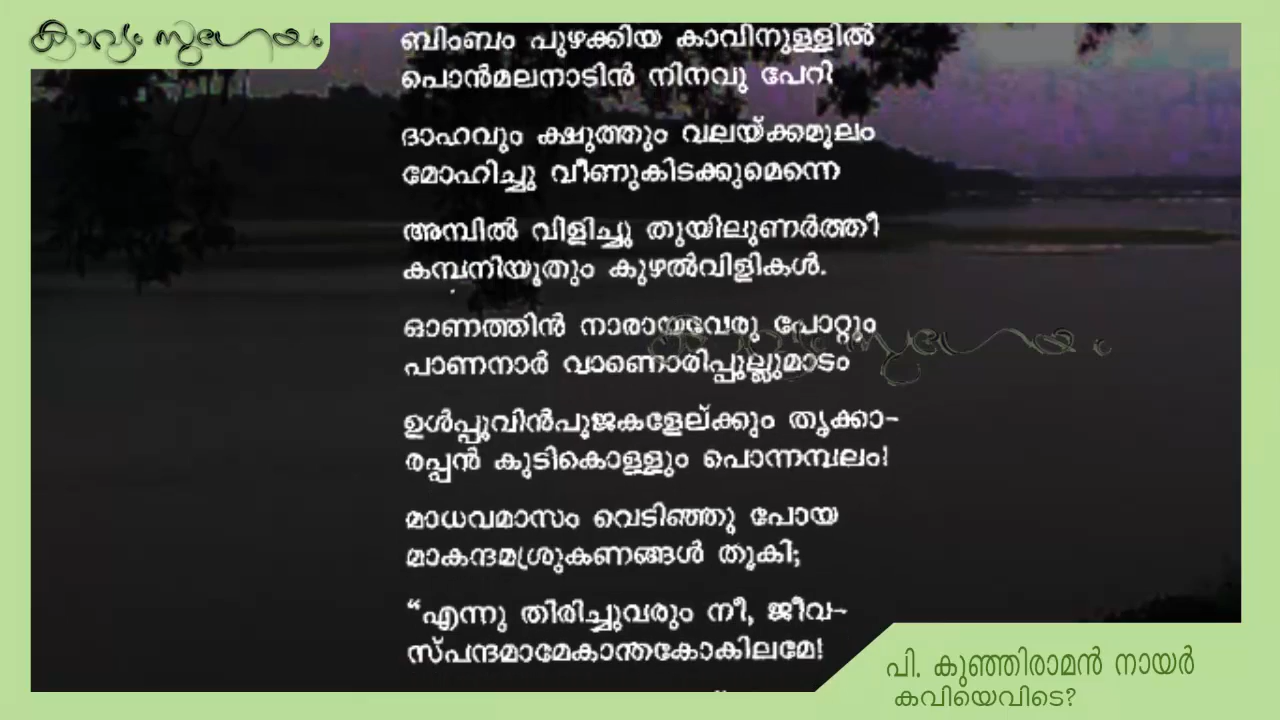 കാവ്യം സുഗേയം
ബിംബം പുഴക്കിയ കാവിനുള്ളിൽ
പൊൻമലനാടിൻ നിനവു പേറി
ദാഹവും ക്ഷുത്തും വലയ്ക്കമൂലം
മോഹിച്ചു വീണുകിടക്കുമെന്നെ
അമ്പിൽ വിളിച്ചു തുയിലുണർത്തീ
കമ്പനിയൂതും കുഴൽവിളികൾ.
ഓണത്തിൻ നാരായവേരു പോറ്റും
കാവ്യം സുഗേയം
പാണനാർ വാണൊരിപ്പുല്ലുമാടം
ഉൾപ്പൂവിൻപൂജകളേല്ക്കും തൃക്കാ-
രപ്പൻ കുടികൊള്ളും പൊന്നമ്പലം!
മാധവമാസം വെടിഞ്ഞു പോയ
മാകന്ദമശ്രുകണങ്ങൾ തൂകി;
“എന്നു തിരിച്ചുവരും നീ, ജീവ-
സ്പന്ദമാമേകാന്തകോകിലമേ!
പി. കുഞ്ഞിരാമൻ നായർ
കവിയെവിടെ?